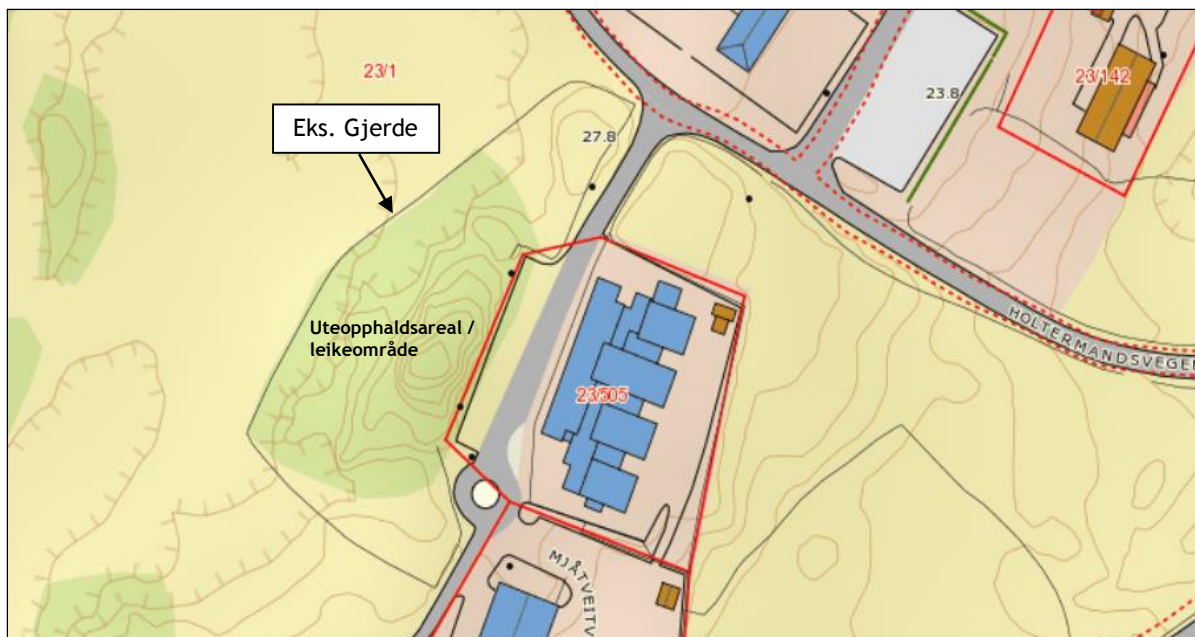 23/1
23/142
23.8
Eks. Gjerde
27.8
Uteopphaldsareal /
leikeområde
HOLTERMANDSVEGEN
23/505
MJÅTVEITV